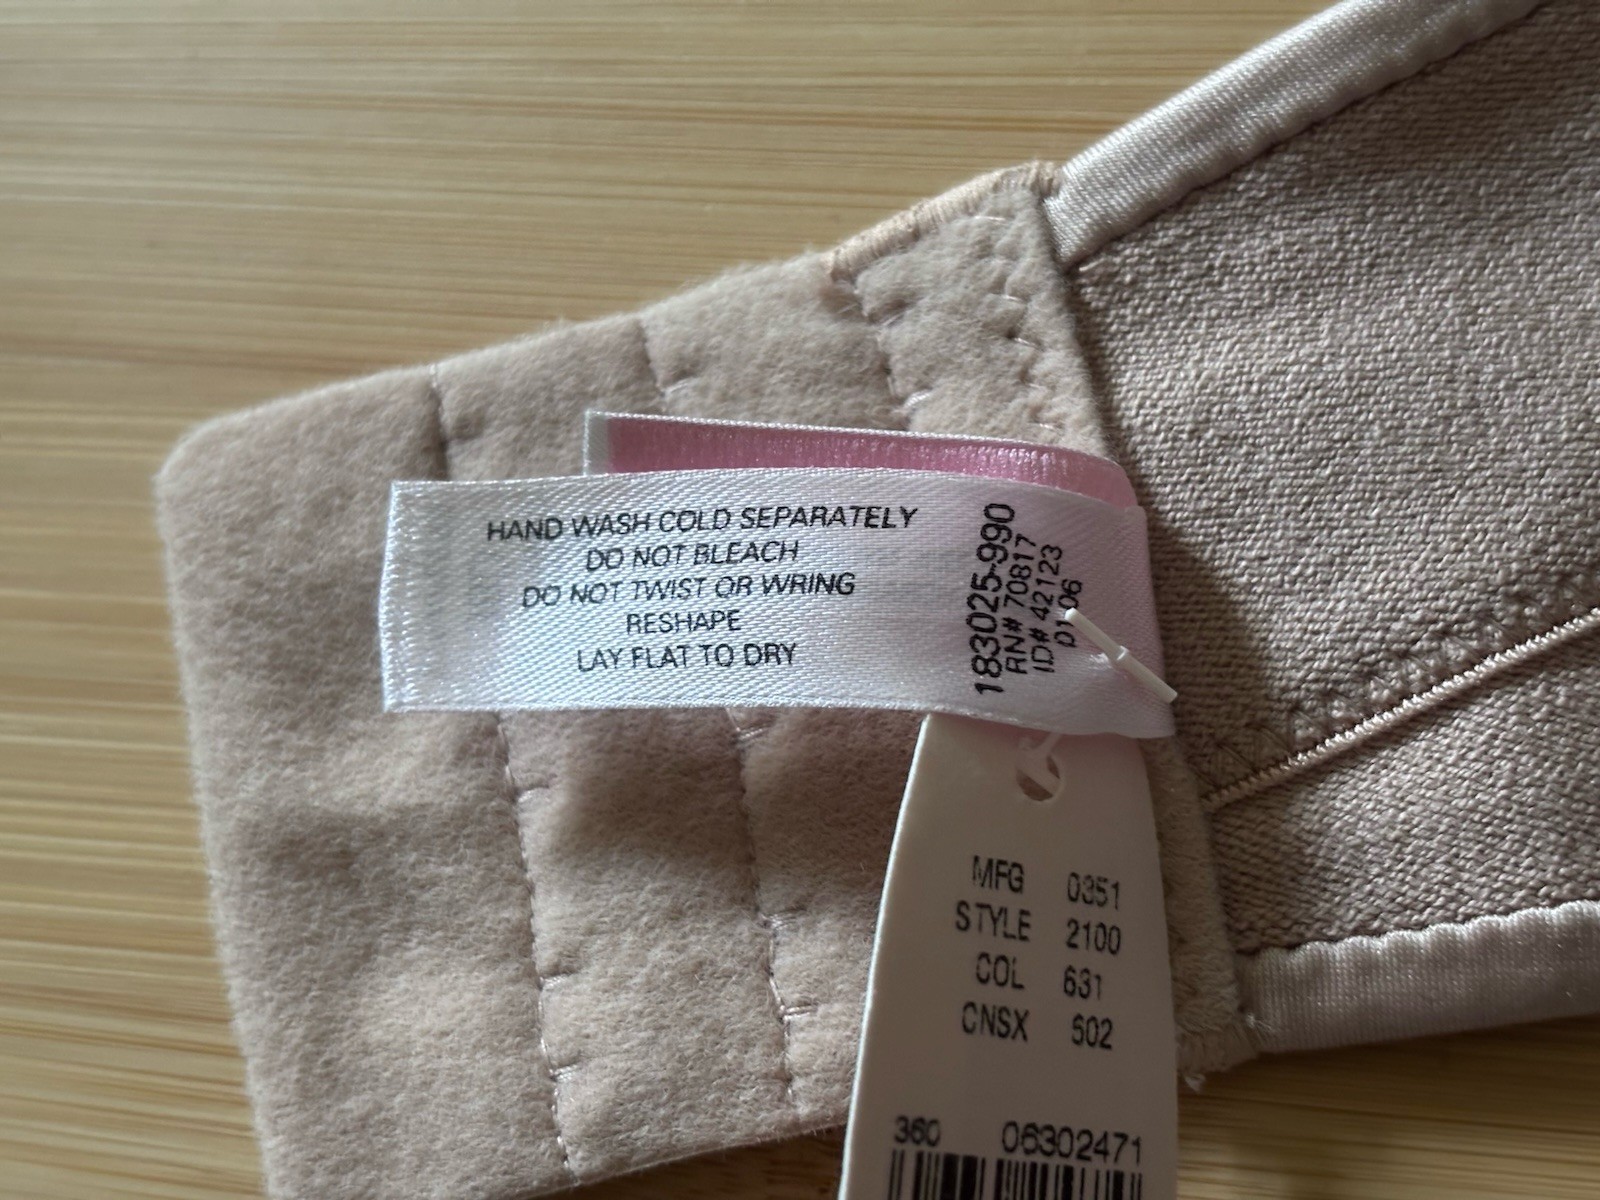 HAND WASH COLD SEPARATELY
DO NOT BLEACH
DO NOT TWIST OR WRING
RESHAPE
LAY FLAT TO DRY
183025-990
RN# 70817
ID# 42123
MFG 0351
STYLE 2100
COL 631
CNSX 502
360 06302471